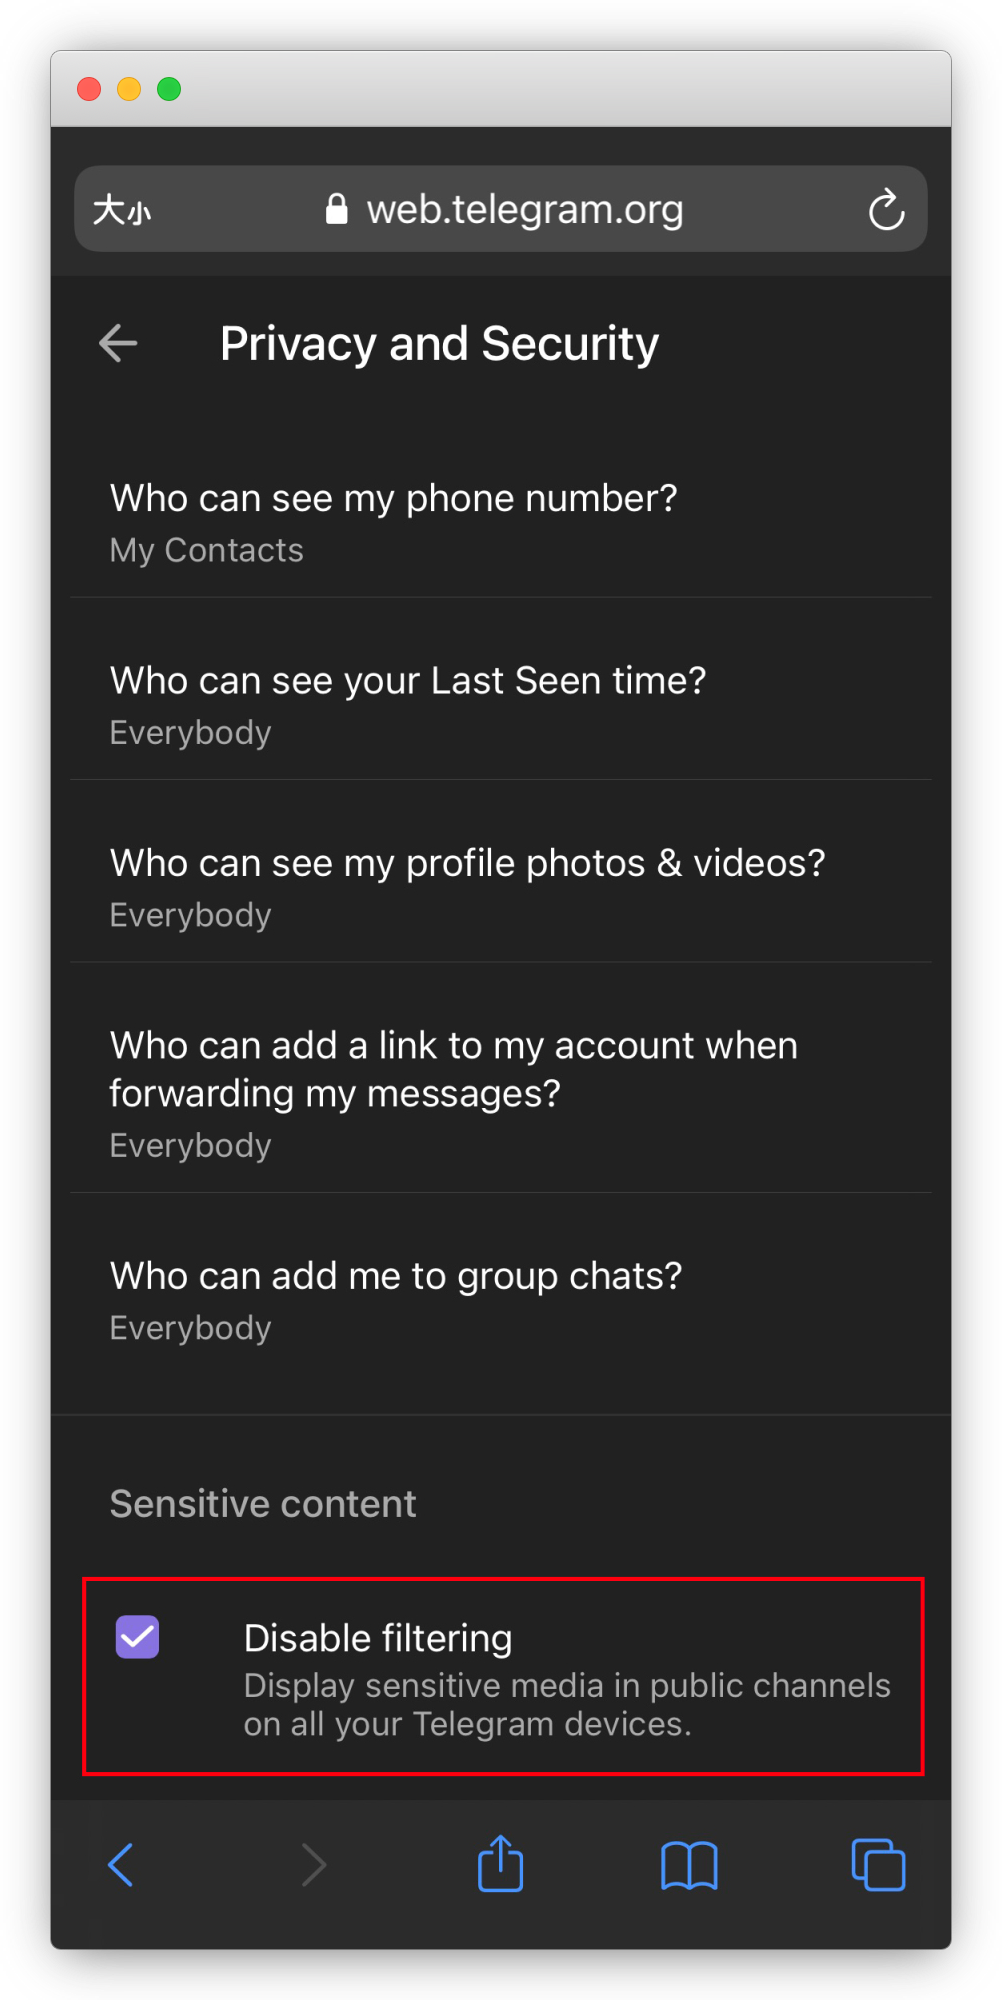 大小
web.telegram.org
Privacy and Security
Who can see my phone number?
My Contacts
Who can see your Last Seen time?
Everybody
Who can see my profile photos & videos?
Everybody
Who can add a link to my account when
forwarding my messages?
Everybody
Who can add me to group chats?
Everybody
Sensitive content
Disable filtering
Display sensitive media in public channels
on all your Telegram devices.